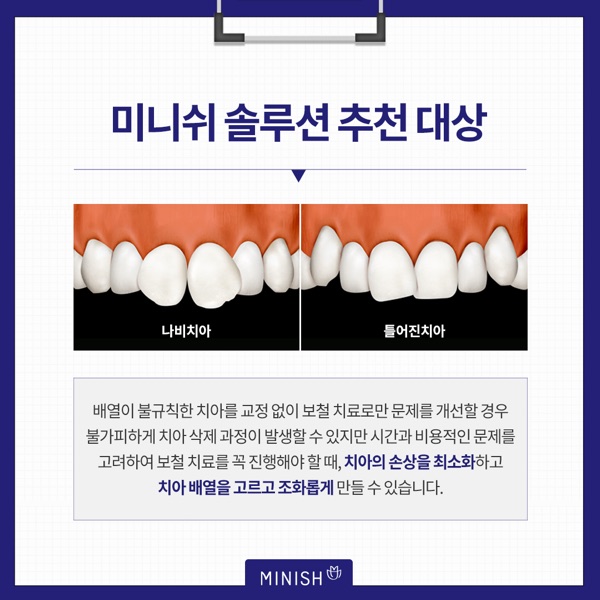 미니쉬 솔루션 추천 대상
나비치아
틀어진치아
배열이 불규칙한 치아를 교정 없이 보철 치료로만 문제를 개선할 경우
불가피하게 치아 삭제 과정이 발생할 수 있지만 시간과 비용적인 문제를
고려하여 보철 치료를 꼭 진행해야 할 때, 치아의 손상을 최소화하고
치아 배열을 고르고 조화롭게 만들 수 있습니다.
MINISH